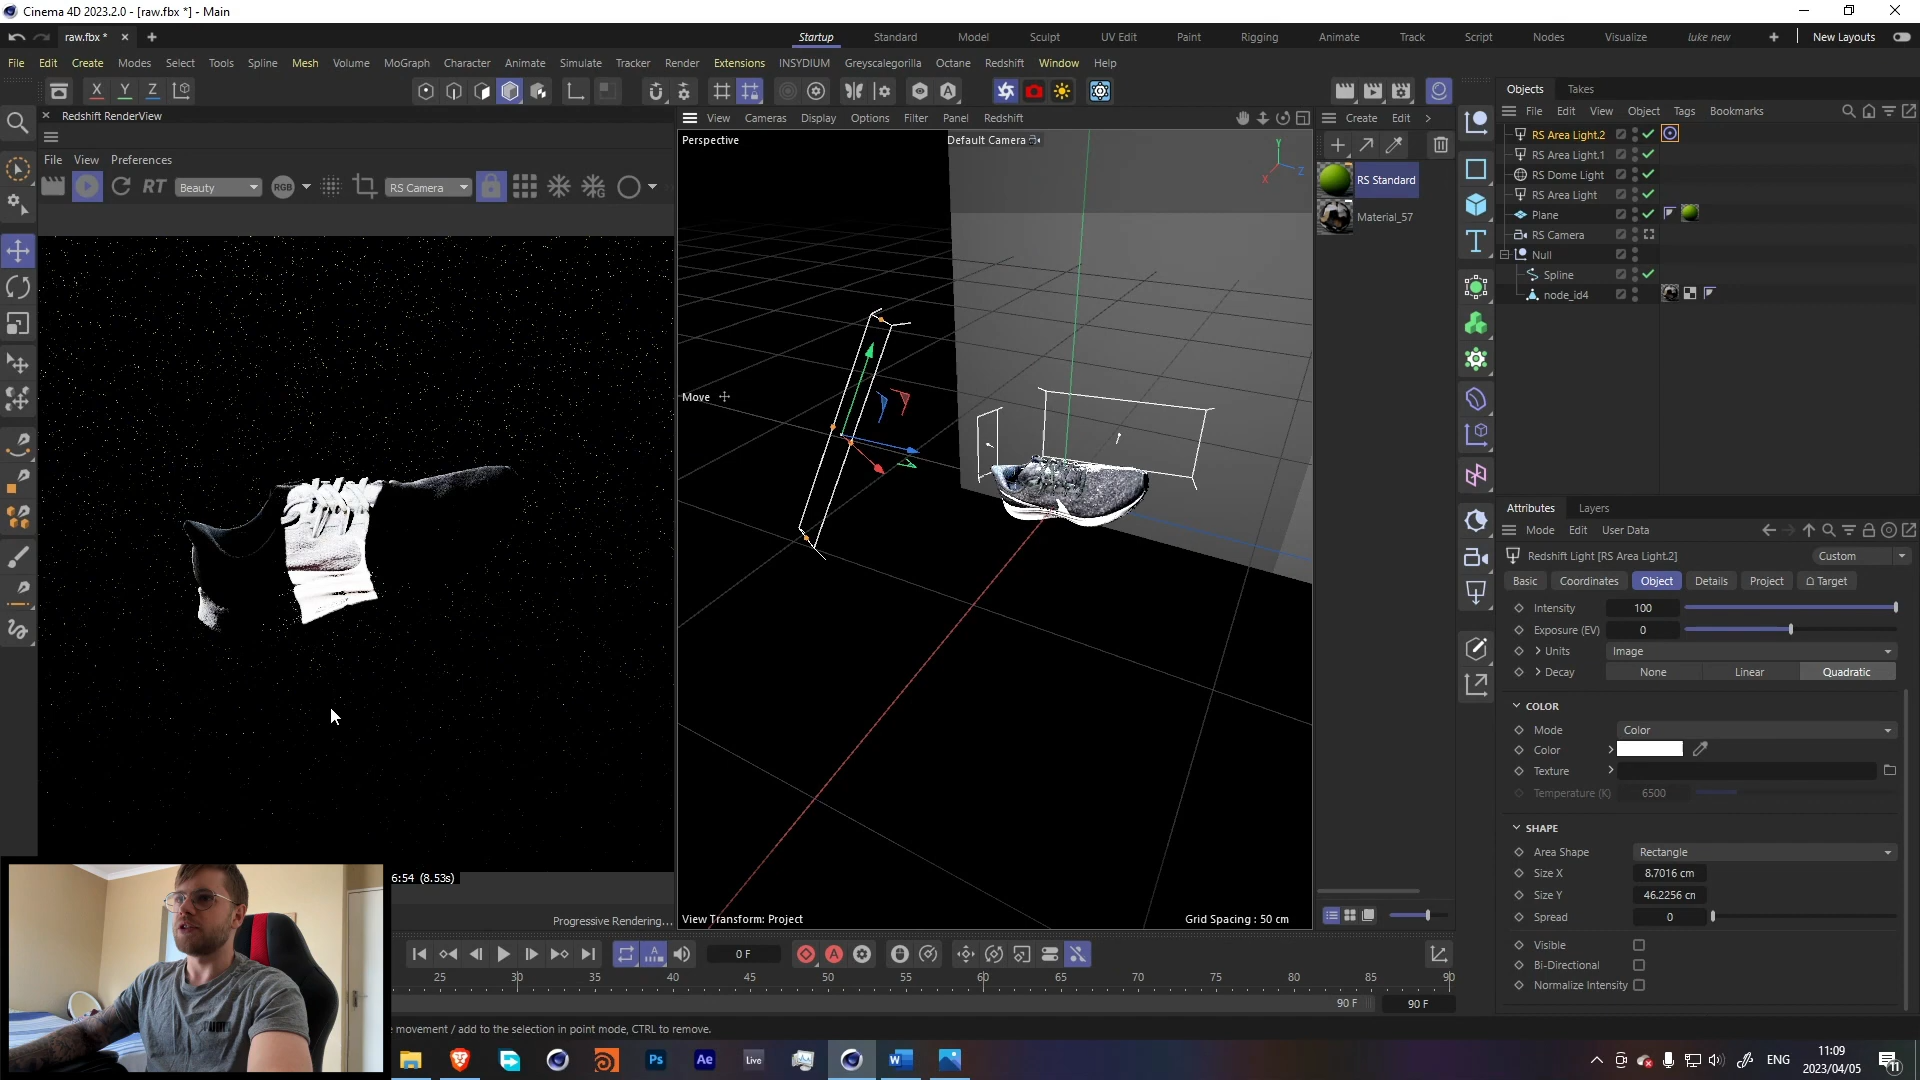 Cinema 4D 2023.2.0 - [raw.fbx *] - Main
raw.fbx *
Startup Standard Model Sculpt UV Edit Paint Rigging Animate Track Script Nodes Visualize luke new New Layouts
File Edit Create Modes Select Tools Spline Mesh Volume MoGraph Character Animate Simulate Tracker Render Extensions INSYDIUM Greyscalegorilla Octane Redshift Window Help
X Y Z
Redshift RenderView
File View Preferences
RT Beauty RGB RS Camera
View Cameras Display Options Filter Panel Redshift
Perspective
Default Camera
Y
X
Z
Move
View Transform: Project
Grid Spacing : 50 cm
Create Edit
RS Standard
Material_57
Objects Takes
File Edit View Object Tags Bookmarks
RS Area Light.2
RS Area Light.1
RS Dome Light
RS Area Light
Plane
RS Camera
Null
Spline
node_id4
Attributes Layers
Mode Edit User Data
Redshift Light [RS Area Light.2]
Custom
Basic Coordinates Object Details Project Target
Intensity 100
Exposure (EV) 0
Units Image
Decay None Linear Quadratic
COLOR
Mode Color
Color
Texture
Temperature (K) 6500
SHAPE
Area Shape Rectangle
Size X 8.7016 cm
Size Y 46.2256 cn
Spread 0
Visible
Bi-Directional
Normalize Intensity
6:54 (8.53s)
Progressive Rendering...
0 F
25 30 35 40 45 50 55 60 65 70 75 80 85 90
90 F 90 F
movement / add to the selection in point mode, CTRL to remove.
Ps Ae Live
ENG
11:09
2023/04/05
11